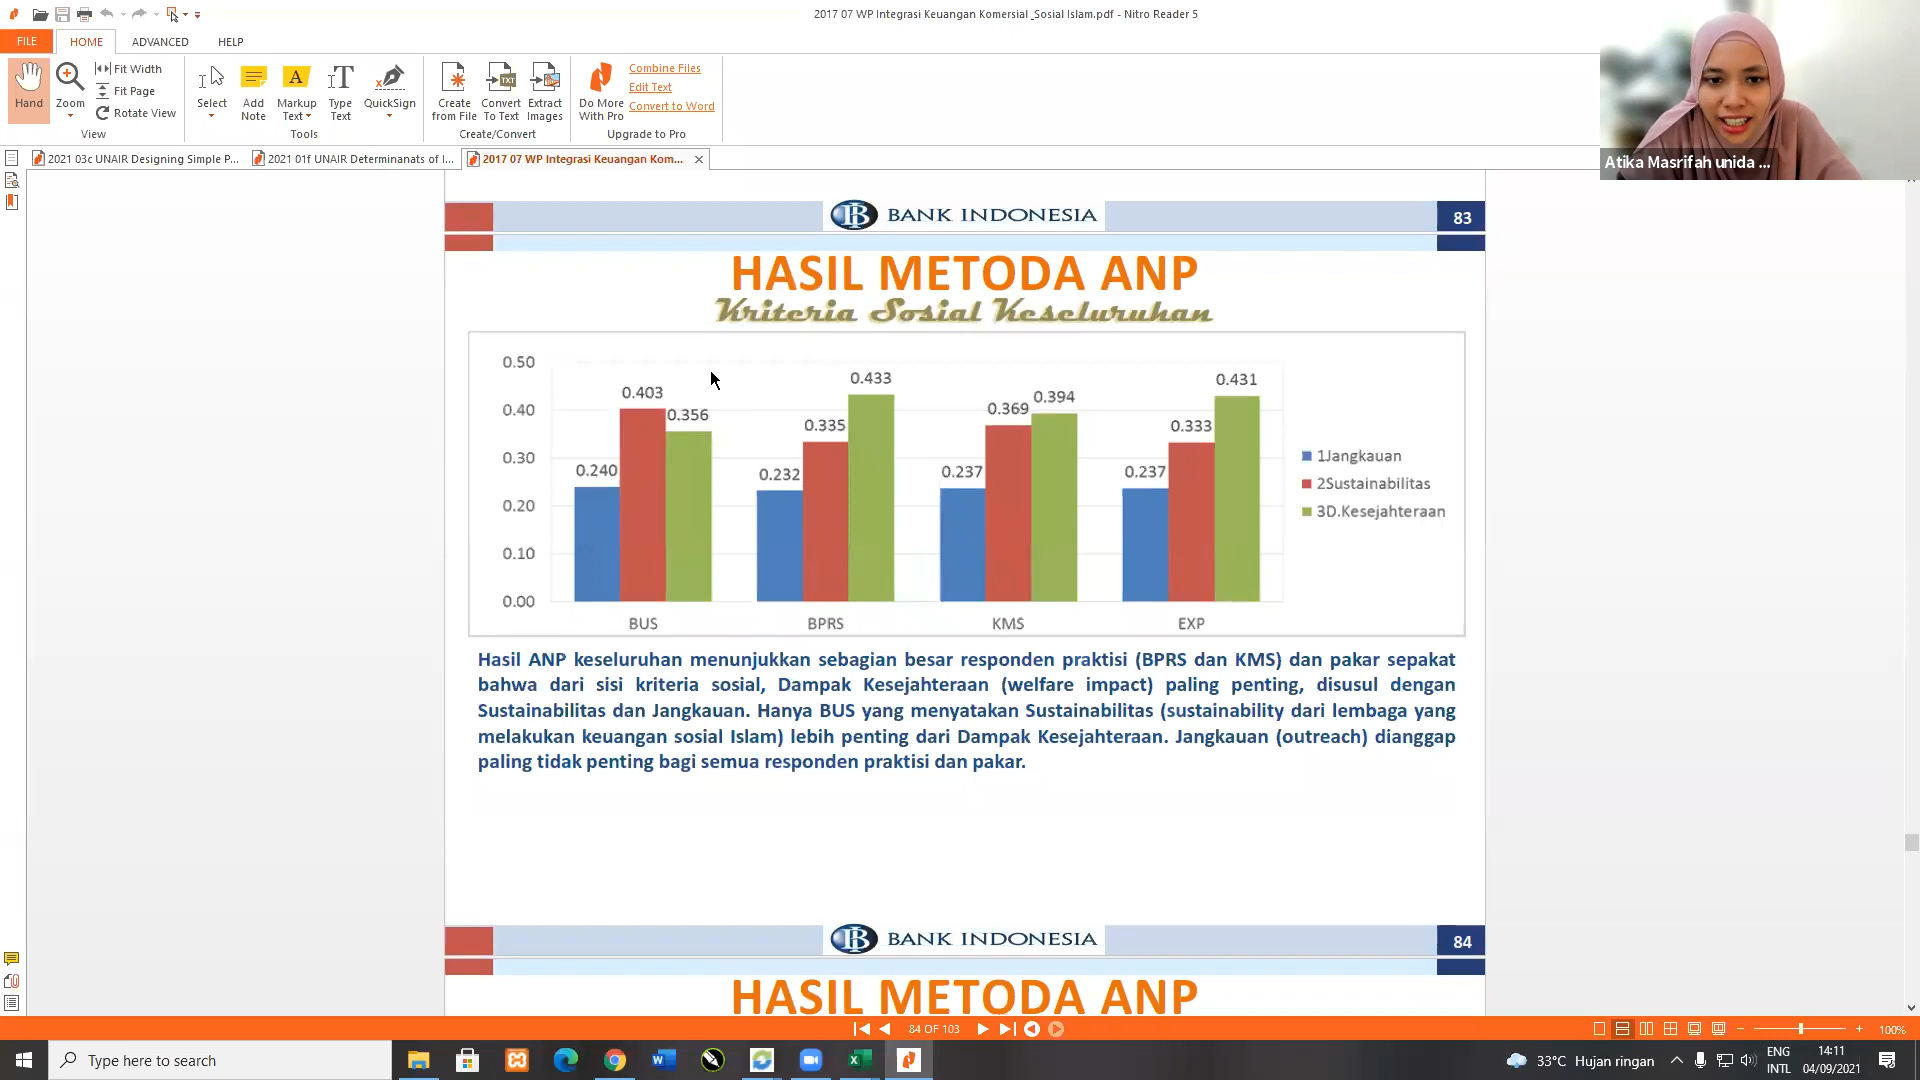 2017 07 WP Integrasi Keuangan Komersial _Sosial Islam.pdf - Nitro Reader 5
FILE
HOME
ADVANCED
HELP
Hand
Zoom
Fit Width
Fit Page
Rotate View
View
Select
Add Note
Markup Text
Type Text
QuickSign
Tools
Create from File
Convert To Text
Extract Images
Create/Convert
Do More With Pro
Combine Files
Edit Text
Convert to Word
Upgrade to Pro
Atika Masrifah unida ...
2021 03c UNAIR Designing Simple P...
2021 01f UNAIR Determinanats of I...
2017 07 WP Integrasi Keuangan Kom...
BANK INDONESIA
83
HASIL METODA ANP
Kriteria Sosial Keseluruhan
0.50
0.40
0.30
0.20
0.10
0.00
0.240
0.403
0.356
0.232
0.335
0.433
0.237
0.369
0.394
0.237
0.333
0.431
BUS
BPRS
KMS
EXP
1Jangkauan
2Sustainabilitas
3D.Kesejahteraan
Hasil ANP keseluruhan menunjukkan sebagian besar responden praktisi (BPRS dan KMS) dan pakar sepakat
bahwa dari sisi kriteria sosial, Dampak Kesejahteraan (welfare impact) paling penting, disusul dengan
Sustainabilitas dan Jangkauan. Hanya BUS yang menyatakan Sustainabilitas (sustainability dari lembaga yang
melakukan keuangan sosial Islam) lebih penting dari Dampak Kesejahteraan. Jangkauan (outreach) dianggap
paling tidak penting bagi semua responden praktisi dan pakar.
BANK INDONESIA
84
HASIL METODA ANP
84 OF 103
100%
Type here to search
33°C Hujan ringan
ENG
INTL
14:11
04/09/2021